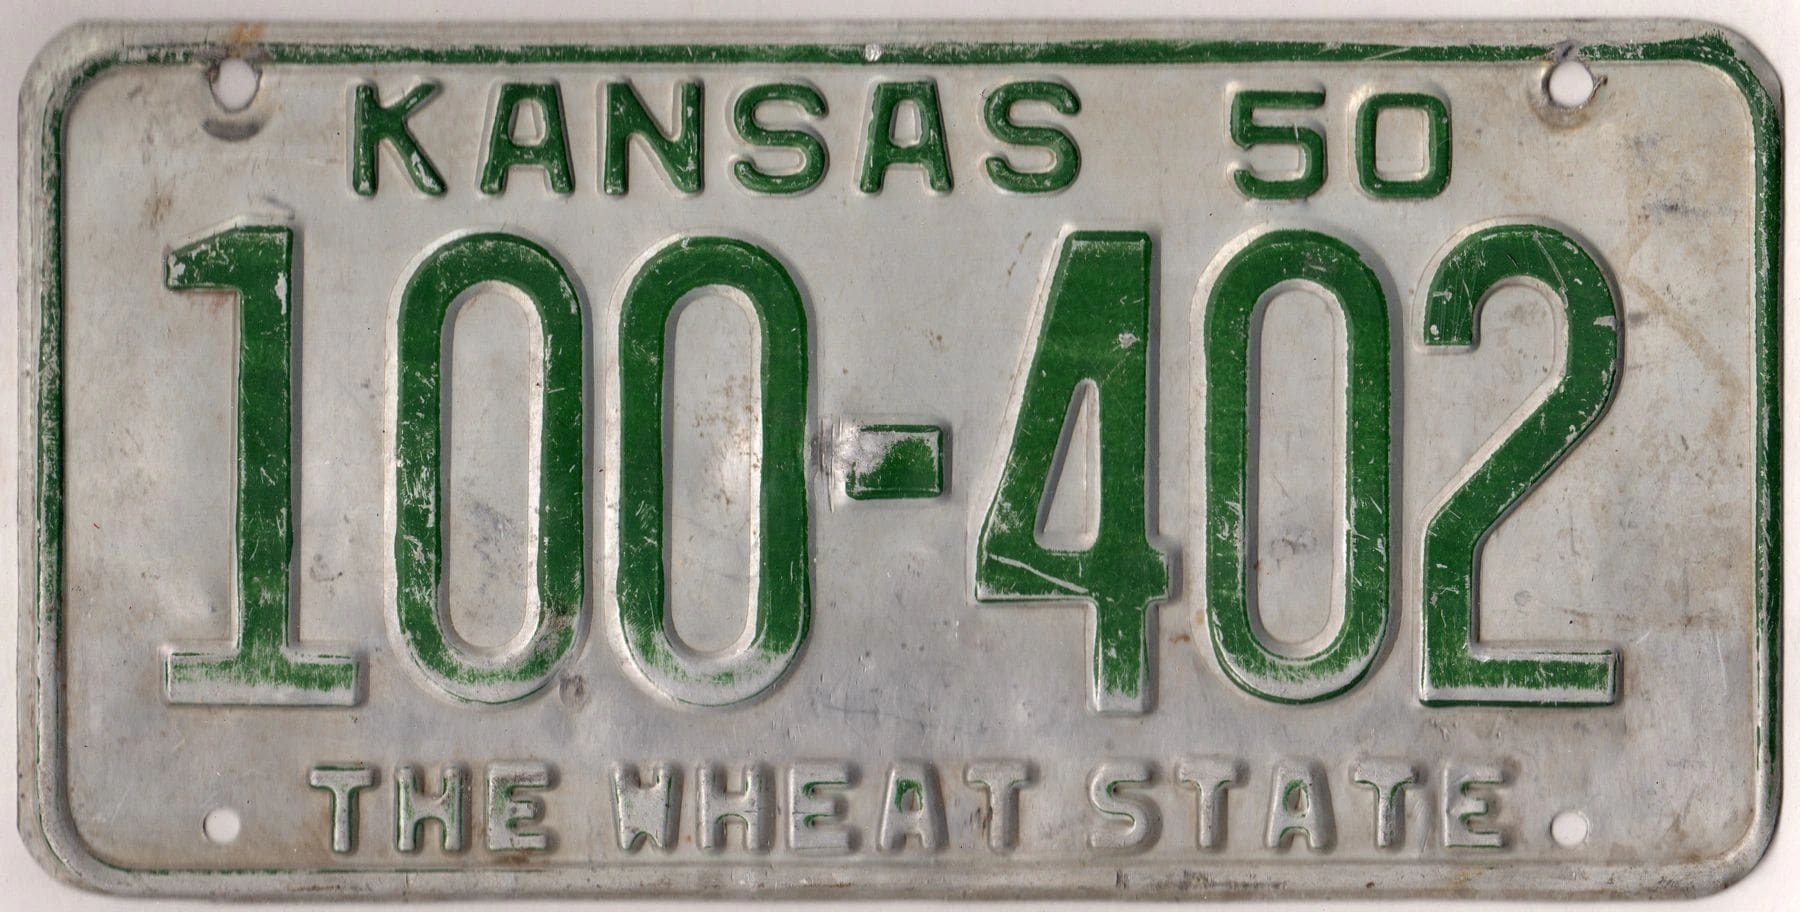 KANSAS 50
100-402
THE WHEAT STATE